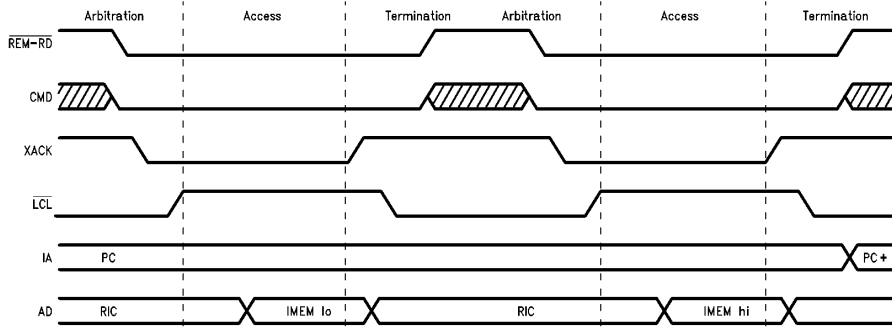 Arbitration Access Termination Arbitration Access Termination
REM-RD
CMD
XACK
LCL
IA PC PC+
AD RIC IMEM lo RIC IMEM hi